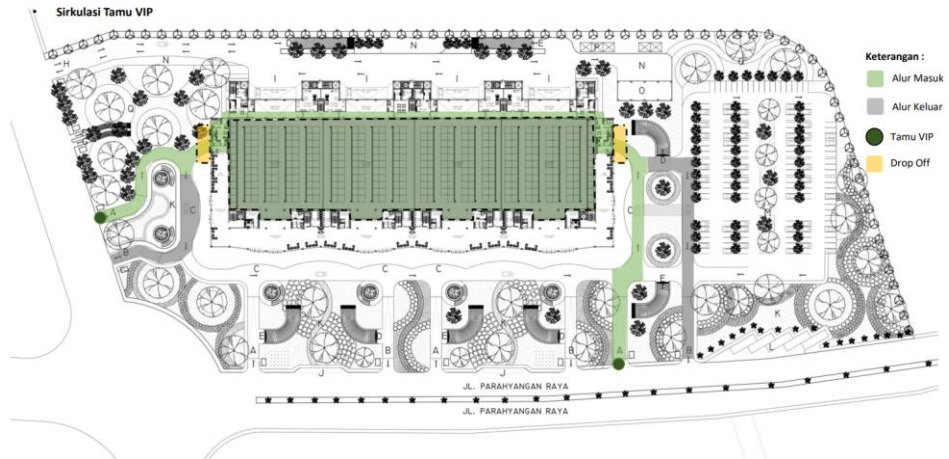 • Sirkulasi Tamu VIP
E
H
N
N
P
N
Keterangan :
I
I
I
I
Alur Masuk
O
Q
Alur Keluar
Tamu VIP
D
Drop Off
K
C
C
A
B
C
C
C
E
K
K
K
E
D
E
D
L
A
B
A
B
A
B
J
J
JL. PARAHYANGAN RAYA
JL. PARAHYANGAN RAYA